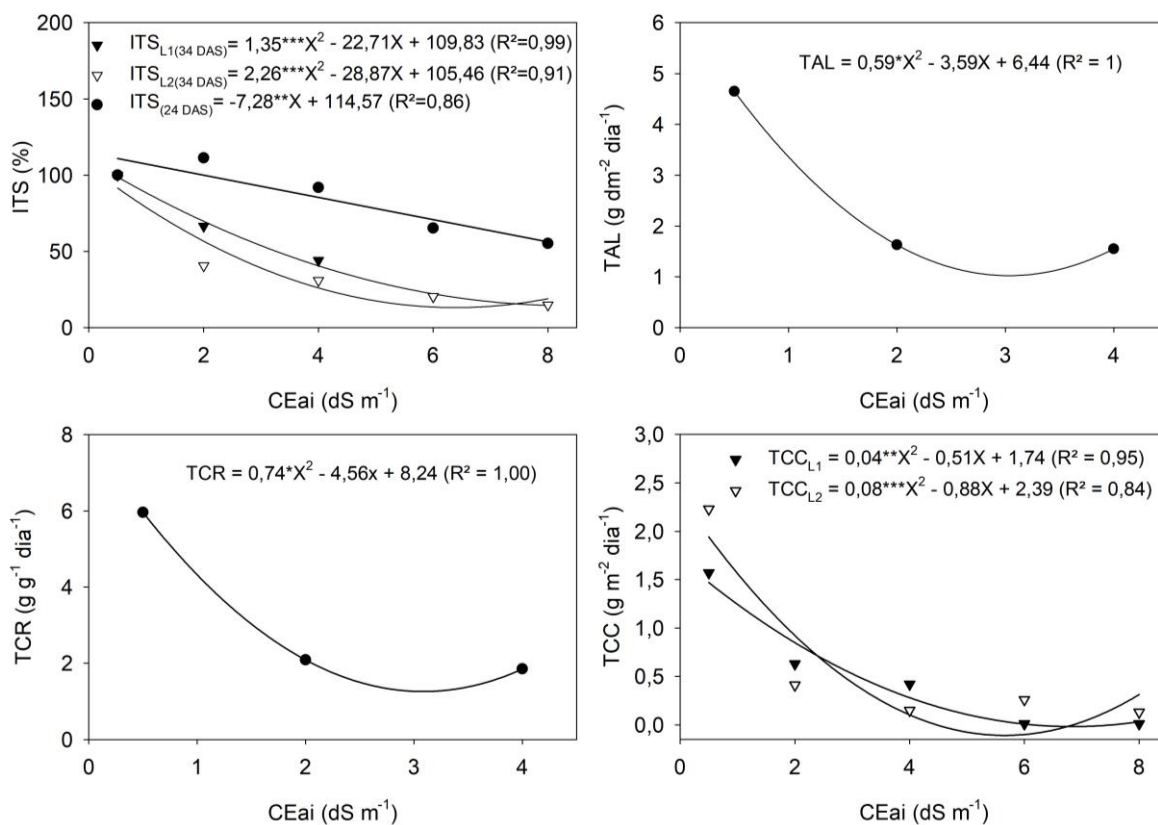 ITS (%)
200
150
100
50
0
ITS_L1(34 DAS)= 1,35***X² - 22,71X + 109,83 (R²=0,99)
ITS_L2(34 DAS)= 2,26***X² - 28,87X + 105,46 (R²=0,91)
ITS_(24 DAS)= -7,28**X + 114,57 (R²=0,86)
0 2 4 6 8
CEai (dS m⁻¹)
TAL (g dm⁻² dia⁻¹)
6
5
4
3
2
1
0
TAL = 0,59*X² - 3,59X + 6,44 (R² = 1)
0 1 2 3 4
CEai (dS m⁻¹)
TCR (g g⁻¹ dia⁻¹)
8
6
4
2
0
TCR = 0,74*X² - 4,56x + 8,24 (R² = 1,00)
0 1 2 3 4
CEai (dS m⁻¹)
TCC (g m⁻² dia⁻¹)
3,0
2,5
2,0
1,5
1,0
0,5
0,0
TCC_L1 = 0,04**X² - 0,51X + 1,74 (R² = 0,95)
TCC_L2 = 0,08***X² - 0,88X + 2,39 (R² = 0,84)
0 2 4 6 8
CEai (dS m⁻¹)